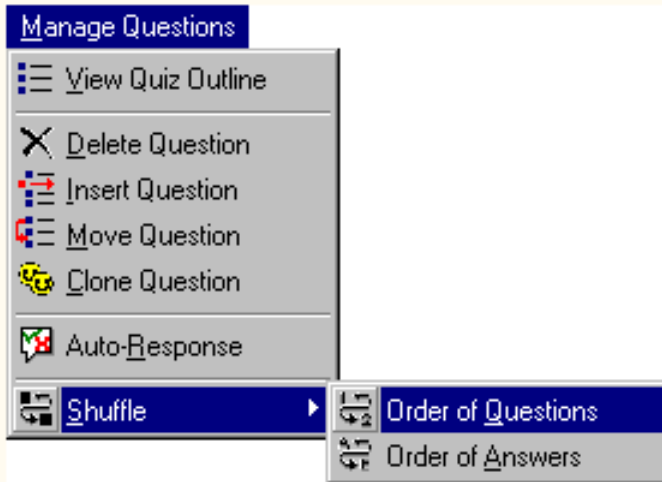 Manage Questions
View Quiz Outline
Delete Question
Insert Question
Move Question
Clone Question
Auto-Response
Shuffle
Order of Questions
Order of Answers